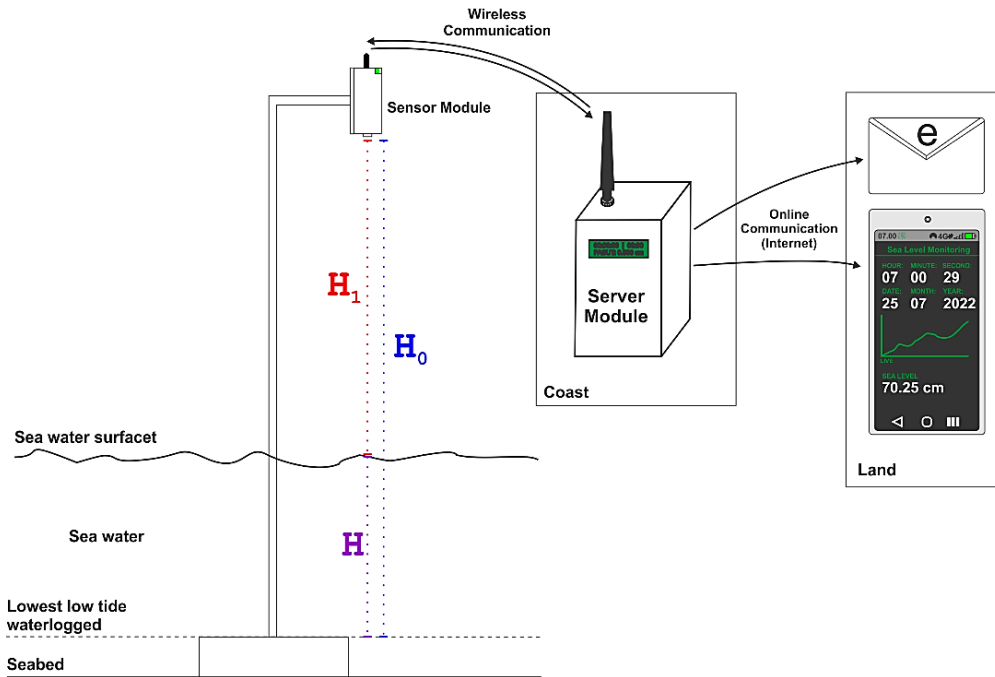 Wireless
Communication
Sensor Module
H1
H0
Sea water surfacet
Sea water
H
Lowest low tide
waterlogged
Seabed
Server
Module
Coast
Online
Communication
(Internet)
e
07.00 4G
Sea Level Monitoring
HOUR: MINUTE: SECOND:
07 00 29
DATE: MONTH: YEAR:
25 07 2022
LIVE
SEA LEVEL
70.25 cm
Land